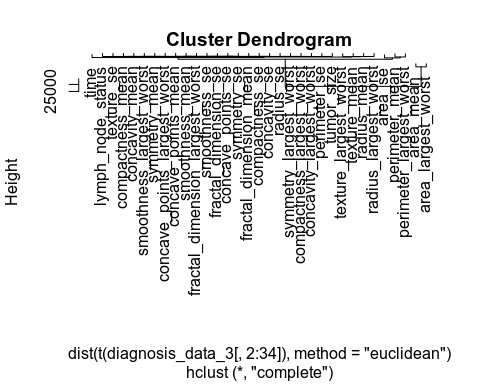 Cluster Dendrogram
Height
25000
time
lymph_node_status
texture_se
compactness_mean
concavity_mean
smoothness_largest_worst
symmetry_mean
concave_points_largest_worst
concave_points_mean
smoothness_mean
fractal_dimension_largest_worst
smoothness_se
fractal_dimension_se
concave_points_se
symmetry_se
fractal_dimension_mean
compactness_se
concavity_se
radius_se
symmetry_largest_worst
compactness_largest_worst
concavity_largest_worst
perimeter_se
tumor_size
texture_largest_worst
texture_mean
radius_mean
radius_largest_worst
area_se
perimeter_mean
perimeter_largest_worst
area_mean
area_largest_worst
dist(t(diagnosis_data_3[, 2:34]), method = "euclidean")
hclust (*, "complete")